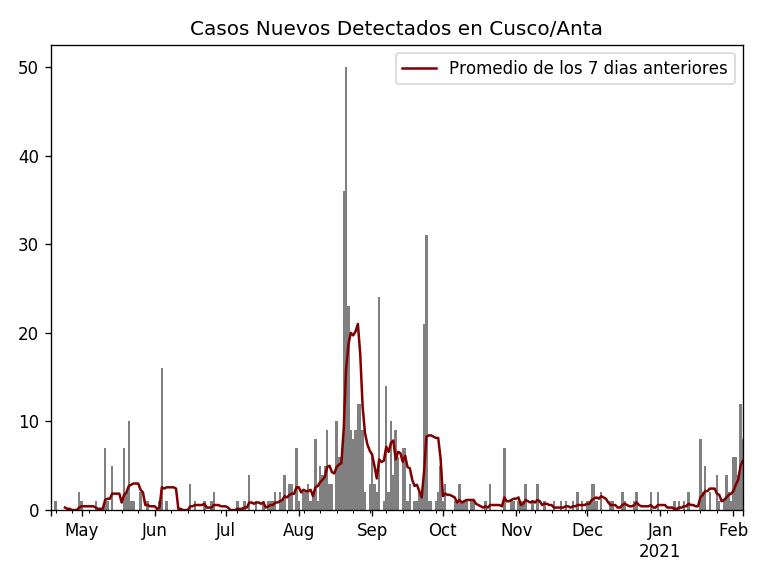 Casos Nuevos Detectados en Cusco/Anta
Promedio de los 7 dias anteriores
50
40
30
20
10
0
May Jun Jul Aug Sep Oct Nov Dec Jan Feb
2021